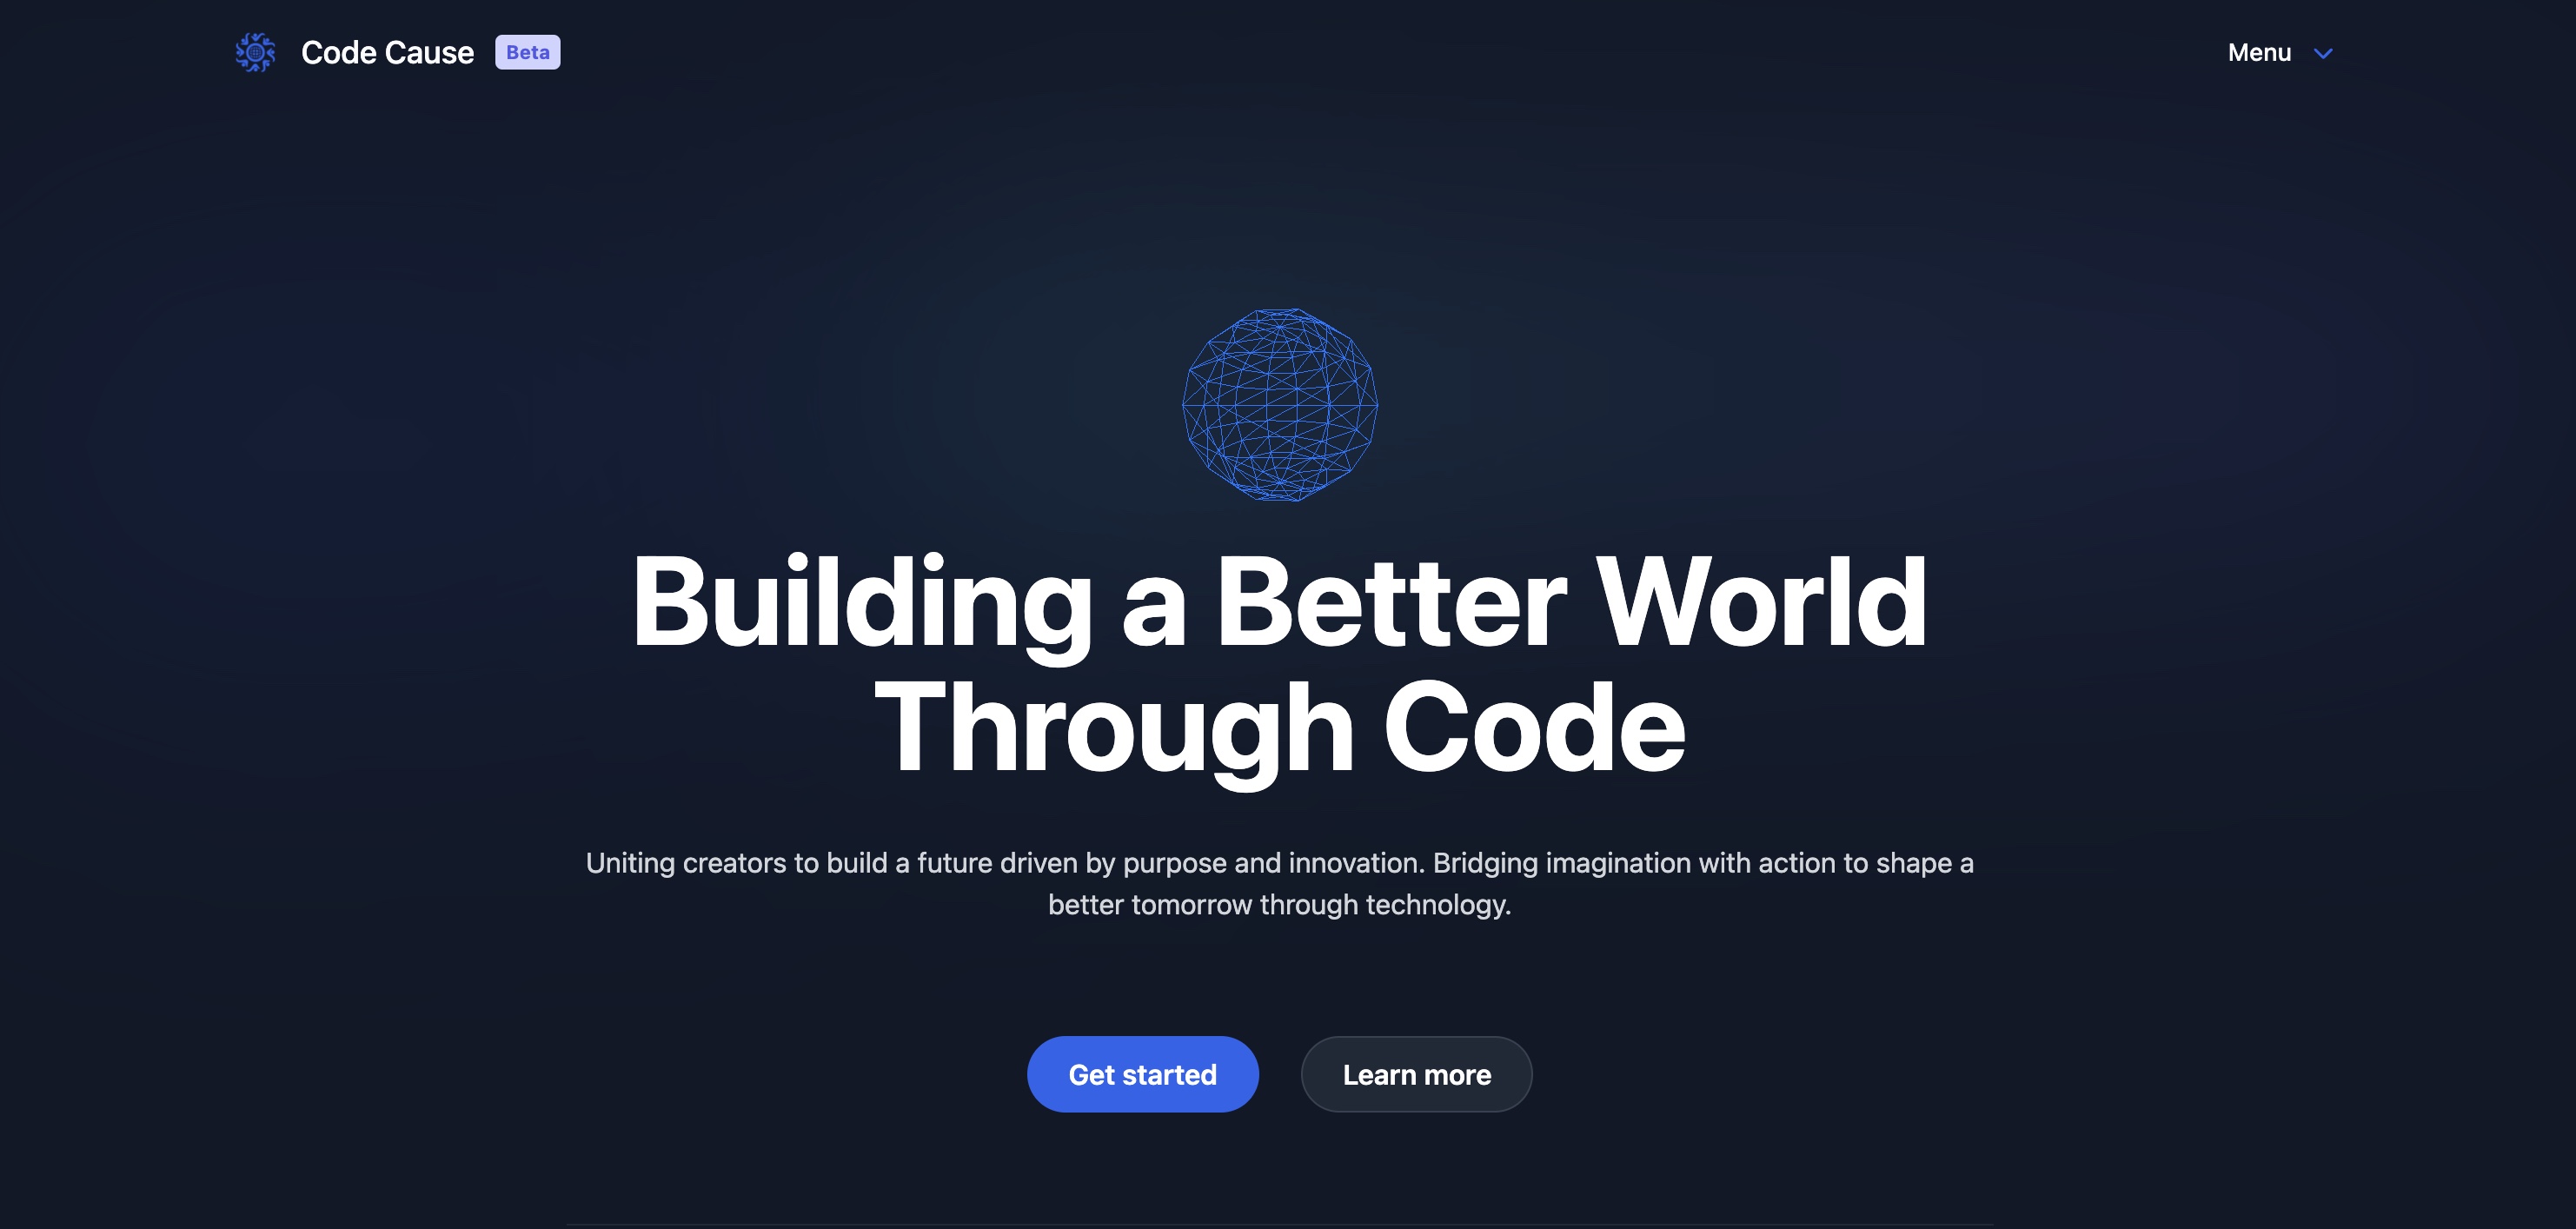 Code Cause
Beta
Menu
Building a Better World
Through Code
Uniting creators to build a future driven by purpose and innovation. Bridging imagination with action to shape a
better tomorrow through technology.
Get started
Learn more